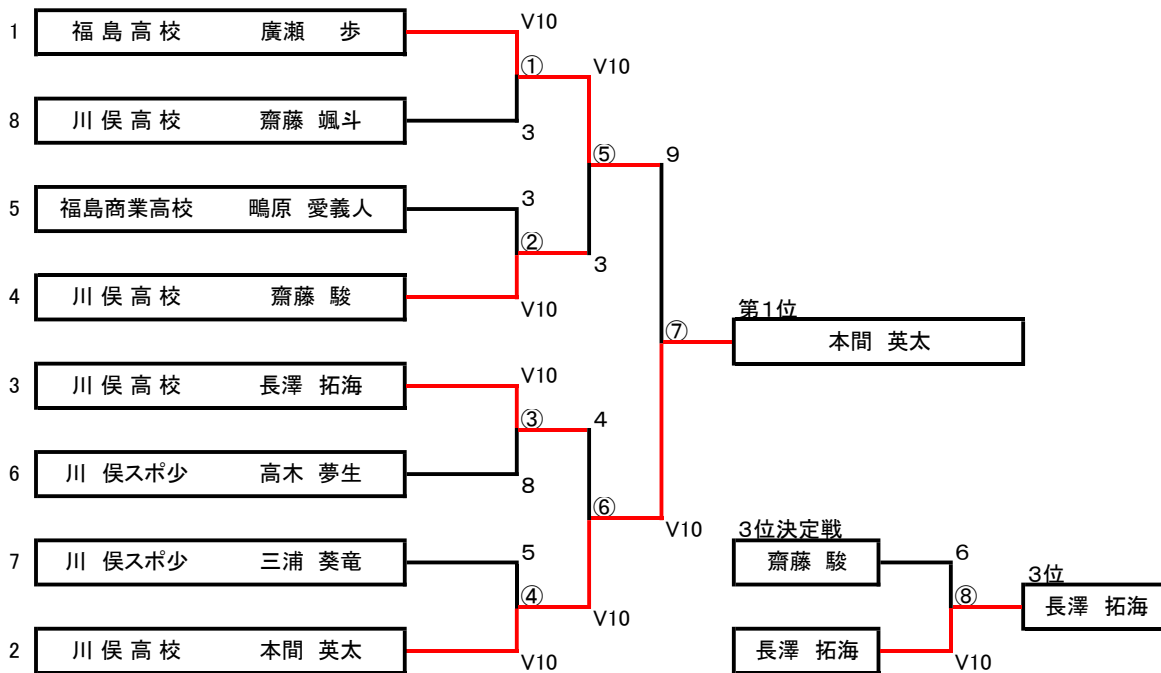 V10
1 福島高校 廣瀬 歩
① V10
8 川俣高校 齋藤 颯斗
3
⑤ 9
5 福島商業高校 鴫原 愛義人 3
②
3
4 川俣高校 齋藤 駿
V10
第1位
⑦
本間 英太
3 川俣高校 長澤 拓海 V10
③ 4
6 川 俣スポ少 高木 夢生
8
⑥
V10
3位決定戦
7 川 俣スポ少 三浦 葵竜 5
齋藤 駿 6
3位
④
⑧
長澤 拓海
V10
2 川俣高校 本間 英太
V10
長澤 拓海
V10